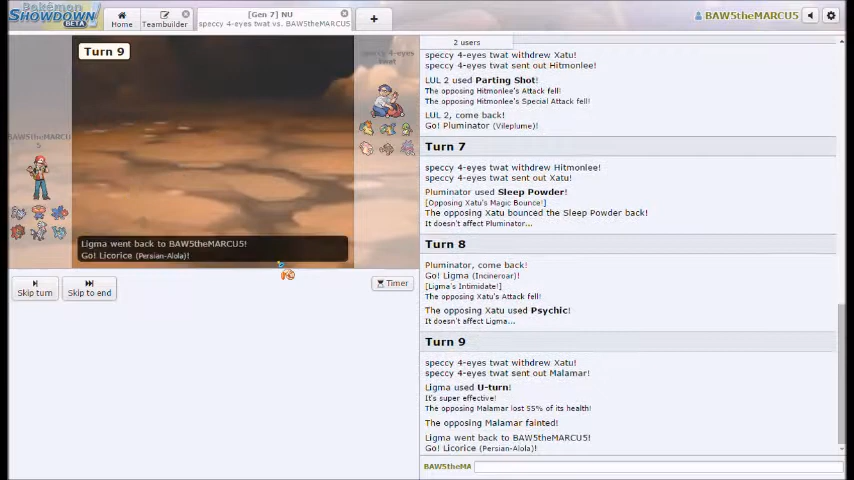 Pokémon
SHOWDOWN
BETA
Home
Teambuilder
[Gen 7] NU
speccy 4-eyes twat vs. BAW5theMARCUS
BAW5theMARCUS
Turn 9
speccy 4-eyes
twat
BAW5theMARCU
S
Ligma went back to BAW5theMARCUS!
Go! Licorice (Persian-Alola)!
Skip turn
Skip to end
Timer
2 users
speccy 4-eyes twat withdrew Xatu!
speccy 4-eyes twat sent out Hitmonlee!
LUL 2 used Parting Shot!
The opposing Hitmonlee's Attack fell!
The opposing Hitmonlee's Special Attack fell!
LUL 2, come back!
Go! Pluminator (Vileplume)!
Turn 7
speccy 4-eyes twat withdrew Hitmonlee!
speccy 4-eyes twat sent out Xatu!
Pluminator used Sleep Powder!
[Opposing Xatu's Magic Bounce!]
The opposing Xatu bounced the Sleep Powder back!
It doesn't affect Pluminator...
Turn 8
Pluminator, come back!
Go! Ligma (Incineroar)!
[Ligma's Intimidate!]
The opposing Xatu's Attack fell!
The opposing Xatu used Psychic!
It doesn't affect Ligma...
Turn 9
speccy 4-eyes twat withdrew Xatu!
speccy 4-eyes twat sent out Malamar!
Ligma used U-turn!
It's super effective!
The opposing Malamar lost 55% of its health!
The opposing Malamar fainted!
Ligma went back to BAW5theMARCUS!
Go! Licorice (Persian-Alola)!
BAW5theMA